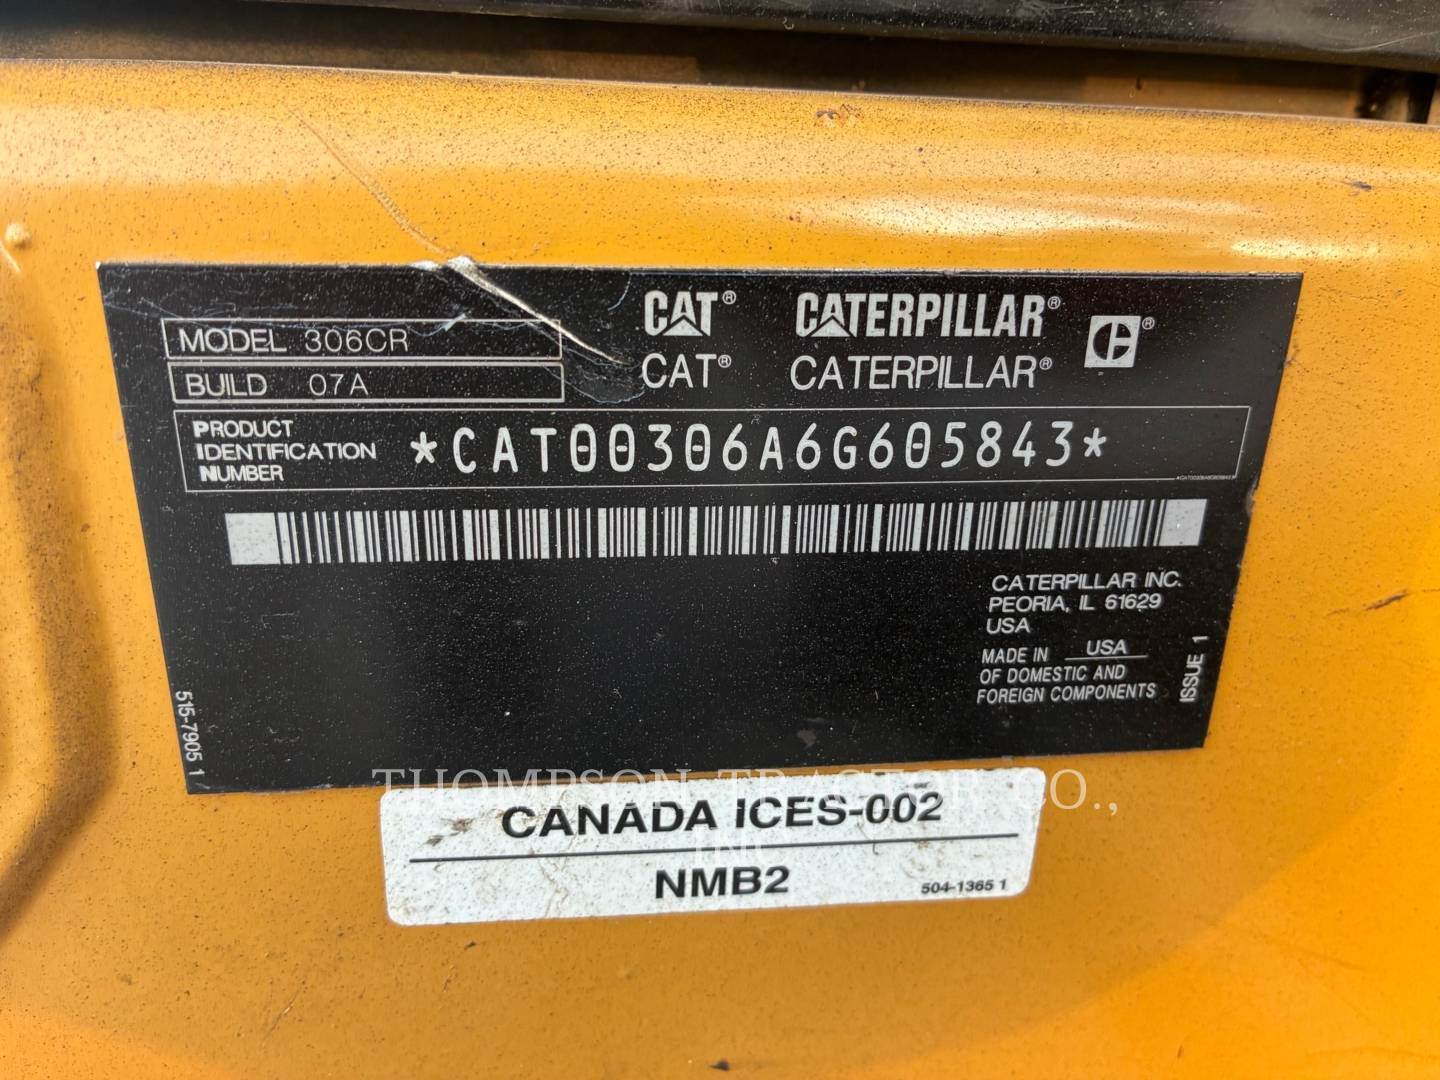 MODEL 306CR
BUILD 07A
CAT® CATERPILLAR® C®
CAT® CATERPILLAR®
PRODUCT
IDENTIFICATION
NUMBER
*CAT00306A6G605843*
*CAT00306A6G605843*
CATERPILLAR INC.
PEORIA, IL 61629
USA
MADE IN USA
OF DOMESTIC AND
FOREIGN COMPONENTS
ISSUE 1
515-7905 1
THOMPSON TRACTOR CO.,
INC
CANADA ICES-002
NMB2
504-1365 1